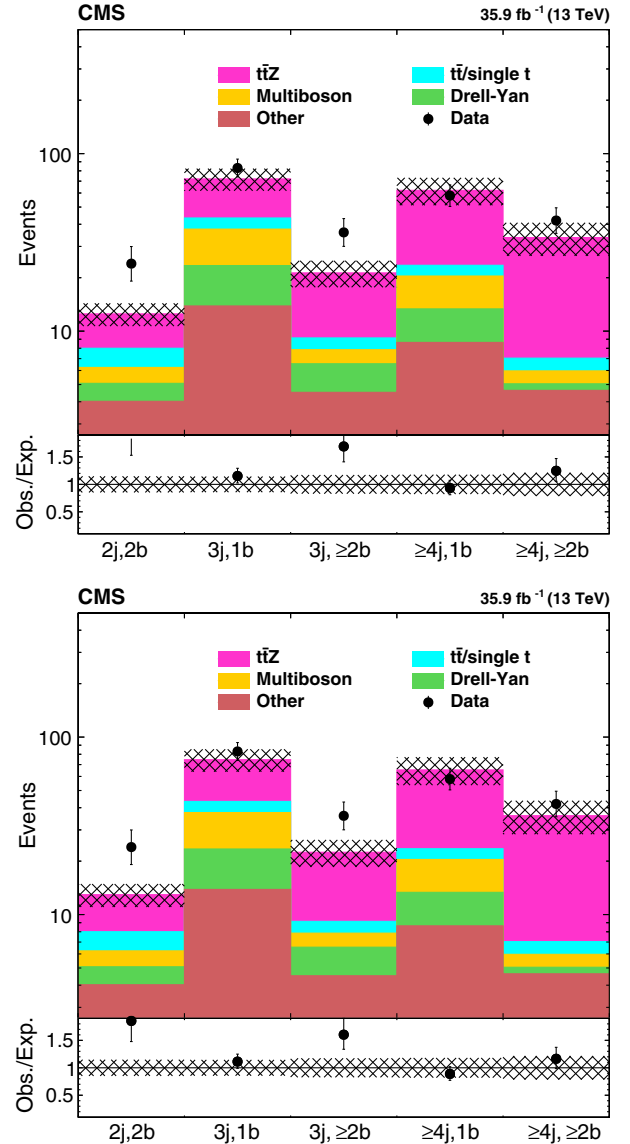 CMS 35.9 fb⁻¹ (13 TeV)
tt̄Z tt̄/single t
Multiboson Drell-Yan
Other Data
100
10
Events
1.5
1
0.5
Obs./Exp.
2j,2b 3j,1b 3j, ≥2b ≥4j,1b ≥4j, ≥2b
CMS 35.9 fb⁻¹ (13 TeV)
tt̄Z tt̄/single t
Multiboson Drell-Yan
Other Data
100
10
Events
1.5
1
0.5
Obs./Exp.
2j,2b 3j,1b 3j, ≥2b ≥4j,1b ≥4j, ≥2b